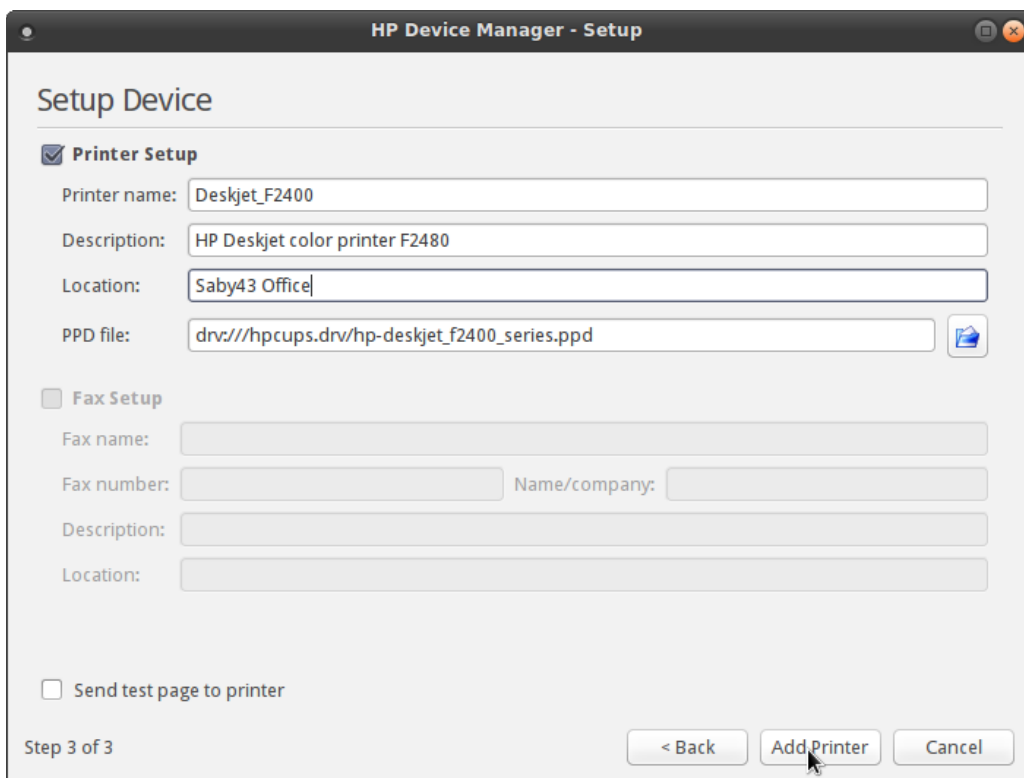 HP Device Manager - Setup
Setup Device
Printer Setup
Printer name: Deskjet_F2400
Description: HP Deskjet color printer F2480
Location: Saby43 Office
PPD file: drv:///hpcups.drv/hp-deskjet_f2400_series.ppd
Fax Setup
Fax name:
Fax number: Name/company:
Description:
Location:
Send test page to printer
Step 3 of 3 < Back Add Printer Cancel